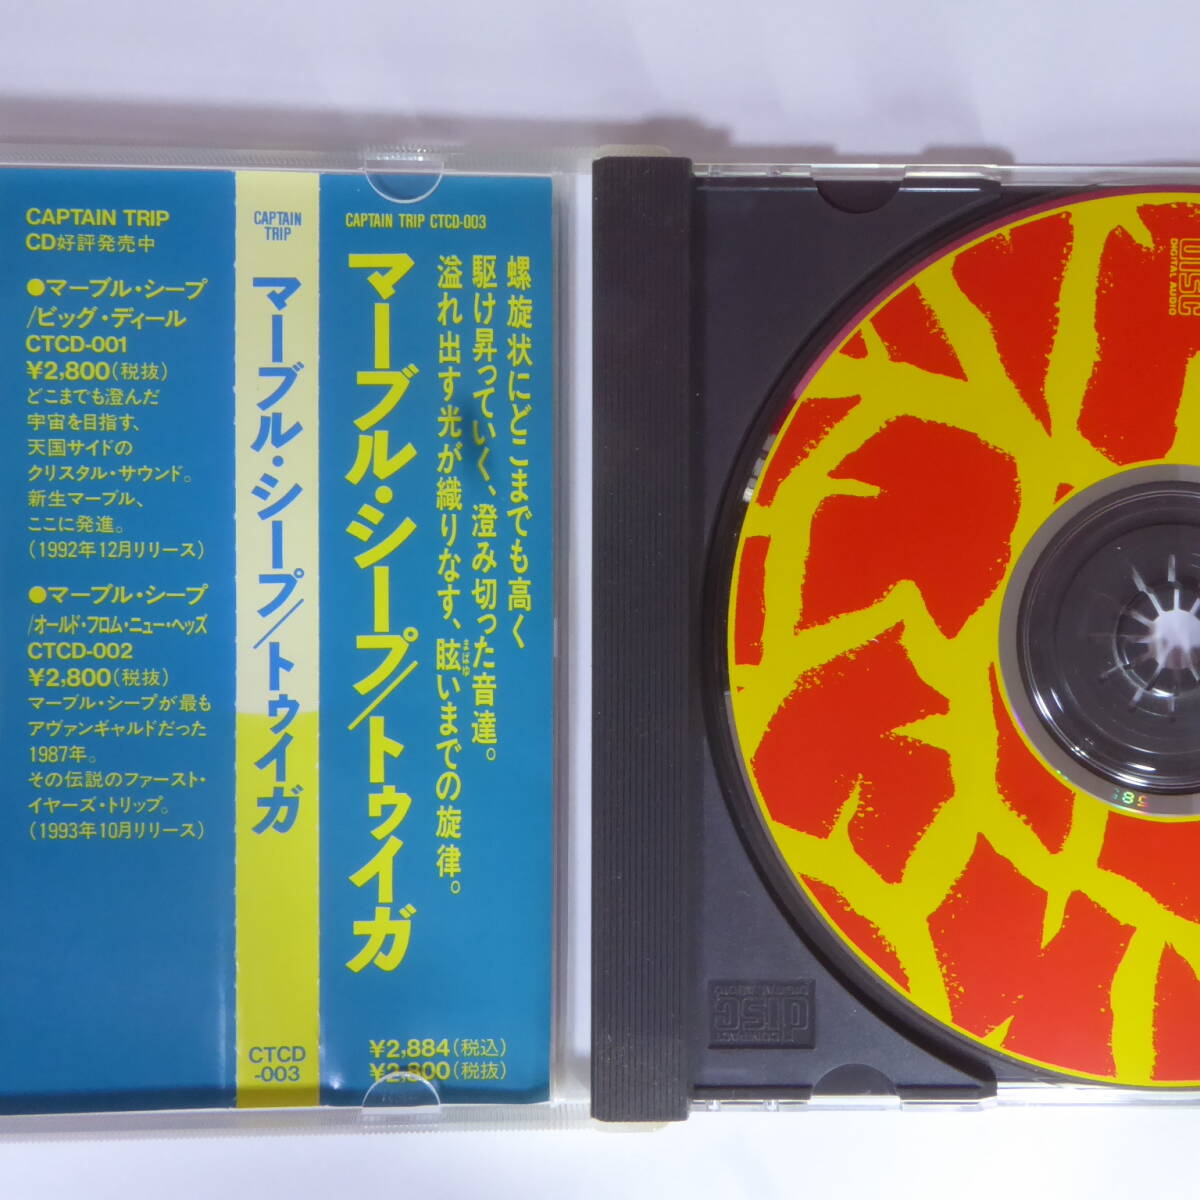 CAPTAIN TRIP
CD好評発売中
●マーブル・シープ
/ビッグ・ディール
CTCD-001
¥2,800(税抜)
どこまでも澄んだ
宇宙を目指す、
天国サイドの
クリスタル・サウンド。
新生マーブル、
ここに発進。
(1992年12月リリース)
●マーブル・シープ
/オールド・フロム・ニュー・ヘッズ
CTCD-002
¥2,800(税抜)
マーブル・シープが最も
アヴァンギャルドだった
1987年。
その伝説のファースト・
イヤーズ・トリップ。
(1993年10月リリース)
CAPTAIN
TRIP
マーブル・シープ/トゥイガ
CTCD
-003
CAPTAIN TRIP CTCD-003
螺旋状にどこまでも高く
駆け昇っていく、澄み切った音達。
溢れ出す光が織りなす、眩いまでの旋律。
まばゆ
マーブル・シープ/トゥイガ
¥2,884(税込)
¥2,800(税抜)
disc
DIGITAL AUDIO
COMPACT
disc
DIGITAL AUDIO